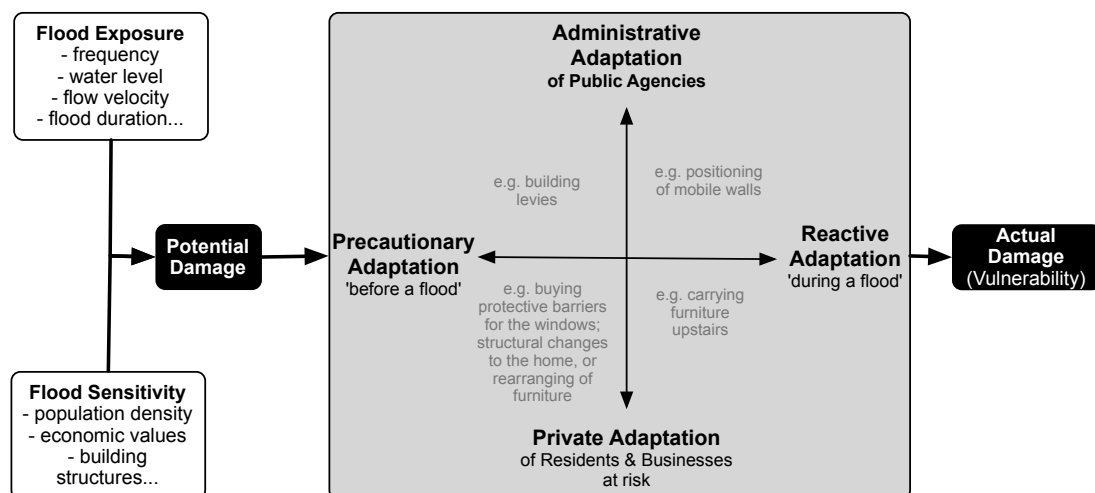 Flood Exposure
- frequency
- water level
- flow velocity
- flood duration...
Flood Sensitivity
- population density
- economic values
- building
structures...
Potential
Damage
Administrative
Adaptation
of Public Agencies
e.g. building
levies
e.g. positioning
of mobile walls
Precautionary
Adaptation
'before a flood'
Reactive
Adaptation
'during a flood'
e.g. buying
protective barriers
for the windows;
structural changes
to the home, or
rearranging of
furniture
e.g. carrying
furniture
upstairs
Private Adaptation
of Residents & Businesses
at risk
Actual
Damage
(Vulnerability)